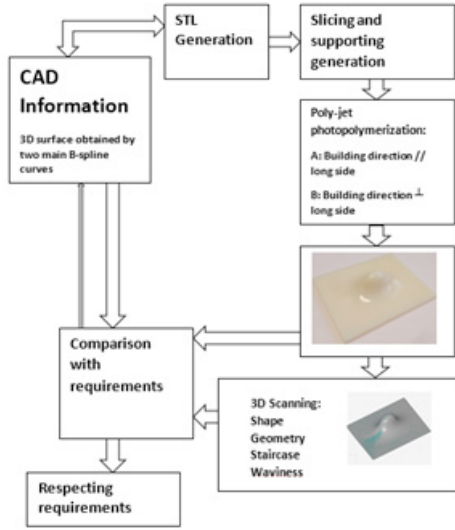 STL
Generation
Slicing and
supporting
generation
CAD
Information
3D surface obtained by
two main B-spline
curves
Poly-jet
photopolymerization:
A: Building direction //
long side
B: Building direction ⊥
long side
Comparison
with
requirements
3D Scanning:
Shape
Geometry
Staircase
Waviness
Respecting
requirements